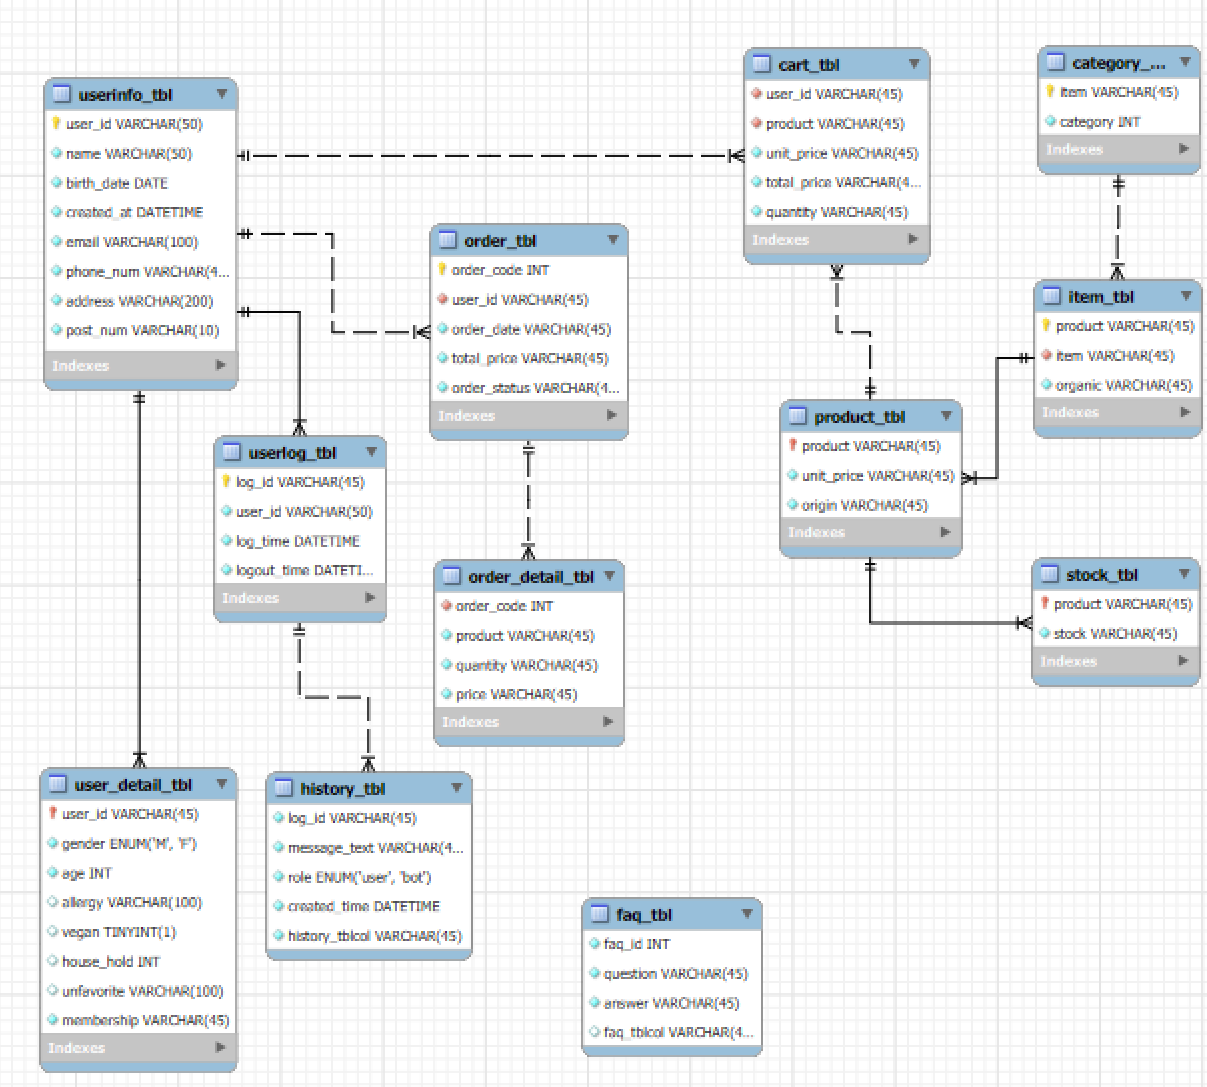 userinfo_tbl
user_id VARCHAR(50)
name VARCHAR(50)
birth_date DATE
created_at DATETIME
email VARCHAR(100)
phone_num VARCHAR(4...
address VARCHAR(200)
post_num VARCHAR(10)
Indexes
cart_tbl
user_id VARCHAR(45)
product VARCHAR(45)
unit_price VARCHAR(45)
total_price VARCHAR(4...
quantity VARCHAR(45)
Indexes
category_...
item VARCHAR(45)
category INT
Indexes
order_tbl
order_code INT
user_id VARCHAR(45)
order_date VARCHAR(45)
total_price VARCHAR(45)
order_status VARCHAR(4...
Indexes
item_tbl
product VARCHAR(45)
item VARCHAR(45)
organic VARCHAR(45)
Indexes
product_tbl
product VARCHAR(45)
unit_price VARCHAR(45)
origin VARCHAR(45)
Indexes
userlog_tbl
log_id VARCHAR(45)
user_id VARCHAR(50)
log_time DATETIME
logout_time DATETI...
Indexes
order_detail_tbl
order_code INT
product VARCHAR(45)
quantity VARCHAR(45)
price VARCHAR(45)
Indexes
stock_tbl
product VARCHAR(45)
stock VARCHAR(45)
Indexes
user_detail_tbl
user_id VARCHAR(45)
gender ENUM('M', 'F')
age INT
allergy VARCHAR(100)
vegan TINYINT(1)
house_hold INT
unfavorite VARCHAR(100)
membership VARCHAR(45)
Indexes
history_tbl
log_id VARCHAR(45)
message_text VARCHAR(4...
role ENUM('user', 'bot')
created_time DATETIME
history_tblcol VARCHAR(45)
faq_tbl
faq_id INT
question VARCHAR(45)
answer VARCHAR(45)
faq_tblcol VARCHAR(4...